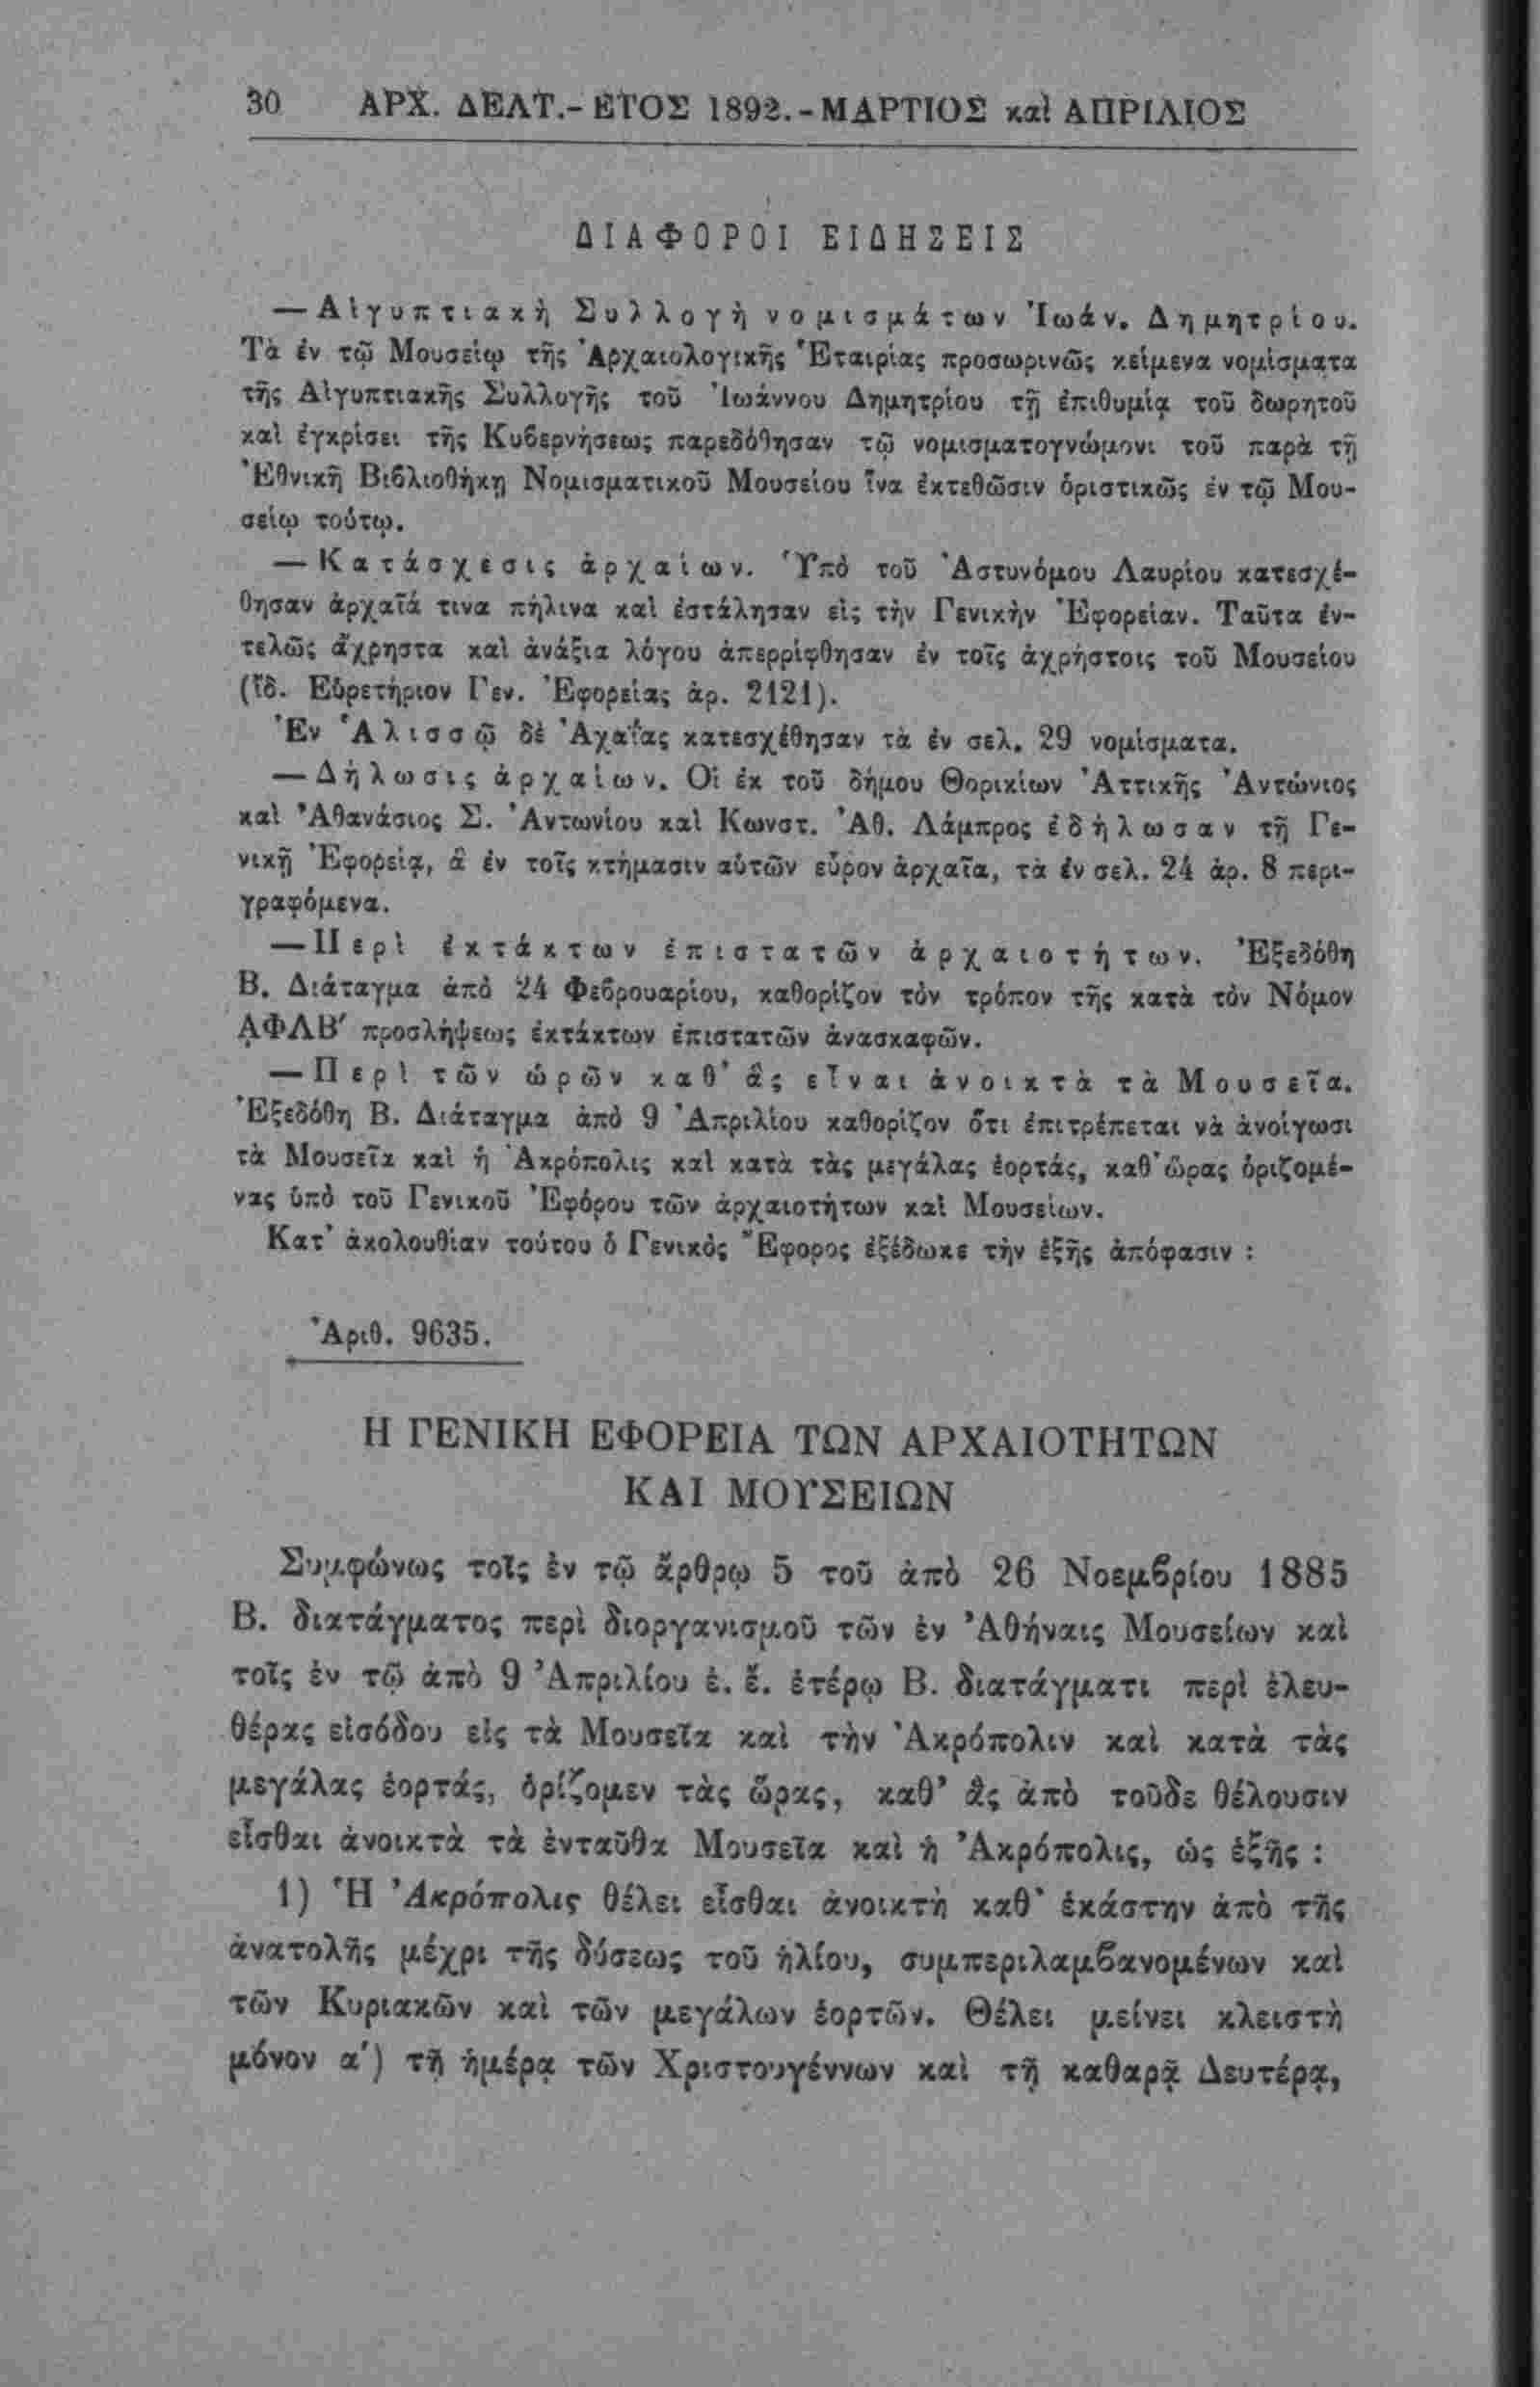 30 ΑΡΧ. ΔΕΛΤ.-ΕΤΟΣ 1892.-ΜΑΡΤΙΟΣ καὶ ΑΠΡΙΛΙΟΣ
ΔΙΑΦΟΡΟΙ ΕΙΔΗΣΕΙΣ
— Αἰγυπτιακὴ Συλλογὴ νομισμάτων Ἰωάν. Δημητρίου.
Τὰ ἐν τῷ Μουσείῳ τῆς Ἀρχαιολογικῆς Ἑταιρίας προσωρινῶς κείμενα νομίσματα
τῆς Αἰγυπτιακῆς Συλλογῆς τοῦ Ἰωάννου Δημητρίου τῇ ἐπιθυμίᾳ τοῦ δωρητοῦ
καὶ ἐγκρίσει τῆς Κυβερνήσεως παρεδόθησαν τῷ νομισματογνώμονι τοῦ παρὰ τῇ
Ἐθνικῇ Βιβλιοθήκῃ Νομισματικοῦ Μουσείου ἵνα ἐκτεθῶσιν ὁριστικῶς ἐν τῷ Μου-
σείῳ τούτῳ.
— Κατάσχεσις ἀρχαίων. Ὑπὸ τοῦ Ἀστυνόμου Λαυρίου κατεσχέ-
θησαν ἀρχαῖά τινα πήλινα καὶ ἐστάλησαν εἰς τὴν Γενικὴν Ἐφορείαν. Ταῦτα ἐν-
τελῶς ἄχρηστα καὶ ἀνάξια λόγου ἀπερρίφθησαν ἐν τοῖς ἀχρήστοις τοῦ Μουσείου
(ἴδ. Εὑρετήριον Γεν. Ἐφορείας ἀρ. 2121).
Ἐν Ἀλισσῷ δὲ Ἀχαΐας κατεσχέθησαν τὰ ἐν σελ. 29 νομίσματα.
— Δήλωσις ἀρχαίων. Οἱ ἐκ τοῦ δήμου Θορικίων Ἀττικῆς Ἀντώνιος
καὶ Ἀθανάσιος Σ. Ἀντωνίου καὶ Κωνστ. Ἀθ. Λάμπρος ἐδήλωσαν τῇ Γε-
νικῇ Ἐφορείᾳ, ἃ ἐν τοῖς κτήμασιν αὐτῶν εὗρον ἀρχαῖα, τὰ ἐν σελ. 24 ἀρ. 8 περι-
γραφόμενα.
— Περὶ ἐκτάκτων ἐπιστατῶν ἀρχαιοτήτων. Ἐξεδόθη
Β. Διάταγμα ἀπὸ 24 Φεβρουαρίου, καθορίζον τὸν τρόπον τῆς κατὰ τὸν Νόμον
͵ΑΦΛΒʹ προσλήψεως ἐκτάκτων ἐπιστατῶν ἀνασκαφῶν.
— Περὶ τῶν ὡρῶν καθ' ἃς εἶναι ἀνοικτὰ τὰ Μουσεῖα.
Ἐξεδόθη Β. Διάταγμα ἀπὸ 9 Ἀπριλίου καθορίζον ὅτι ἐπιτρέπεται νὰ ἀνοίγωσι
τὰ Μουσεῖα καὶ ἡ Ἀκρόπολις καὶ κατὰ τὰς μεγάλας ἑορτάς, καθ' ὥρας ὁριζομέ-
νας ὑπὸ τοῦ Γενικοῦ Ἐφόρου τῶν ἀρχαιοτήτων καὶ Μουσείων.
Κατ' ἀκολουθίαν τούτου ὁ Γενικὸς Ἔφορος ἐξέδωκε τὴν ἑξῆς ἀπόφασιν :
Ἀριθ. 9635.
Η ΓΕΝΙΚΗ ΕΦΟΡΕΙΑ ΤΩΝ ΑΡΧΑΙΟΤΗΤΩΝ
ΚΑΙ ΜΟΥΣΕΙΩΝ
Συμφώνως τοῖς ἐν τῷ ἄρθρῳ 5 τοῦ ἀπὸ 26 Νοεμβρίου 1885
Β. διατάγματος περὶ διοργανισμοῦ τῶν ἐν Ἀθήναις Μουσείων καὶ
τοῖς ἐν τῷ ἀπὸ 9 Ἀπριλίου ἐ. ἔ. ἑτέρῳ Β. διατάγματι περὶ ἐλευ-
θέρας εἰσόδου εἰς τὰ Μουσεῖα καὶ τὴν Ἀκρόπολιν καὶ κατὰ τὰς
μεγάλας ἑορτάς, ὁρίζομεν τὰς ὥρας, καθ' ἃς ἀπὸ τοῦδε θέλουσιν
εἶσθαι ἀνοικτὰ τὰ ἐνταῦθα Μουσεῖα καὶ ἡ Ἀκρόπολις, ὡς ἑξῆς :
1) Ἡ Ἀκρόπολις θέλει εἶσθαι ἀνοικτὴ καθ' ἑκάστην ἀπὸ τῆς
ἀνατολῆς μέχρι τῆς δύσεως τοῦ ἡλίου, συμπεριλαμβανομένων καὶ
τῶν Κυριακῶν καὶ τῶν μεγάλων ἑορτῶν. Θέλει μείνει κλειστὴ
μόνον α') τῇ ἡμέρᾳ τῶν Χριστουγέννων καὶ τῇ καθαρᾷ Δευτέρᾳ,